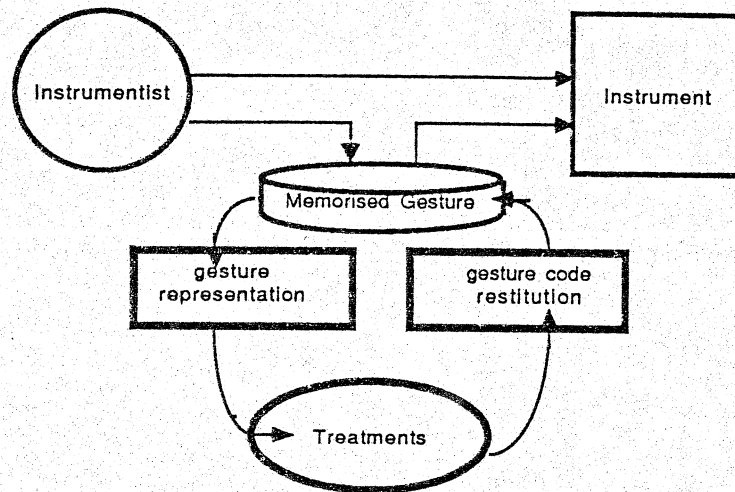 Instrumentist
Instrument
Memorised Gesture
gesture
representation
gesture code
restitution
Treatments